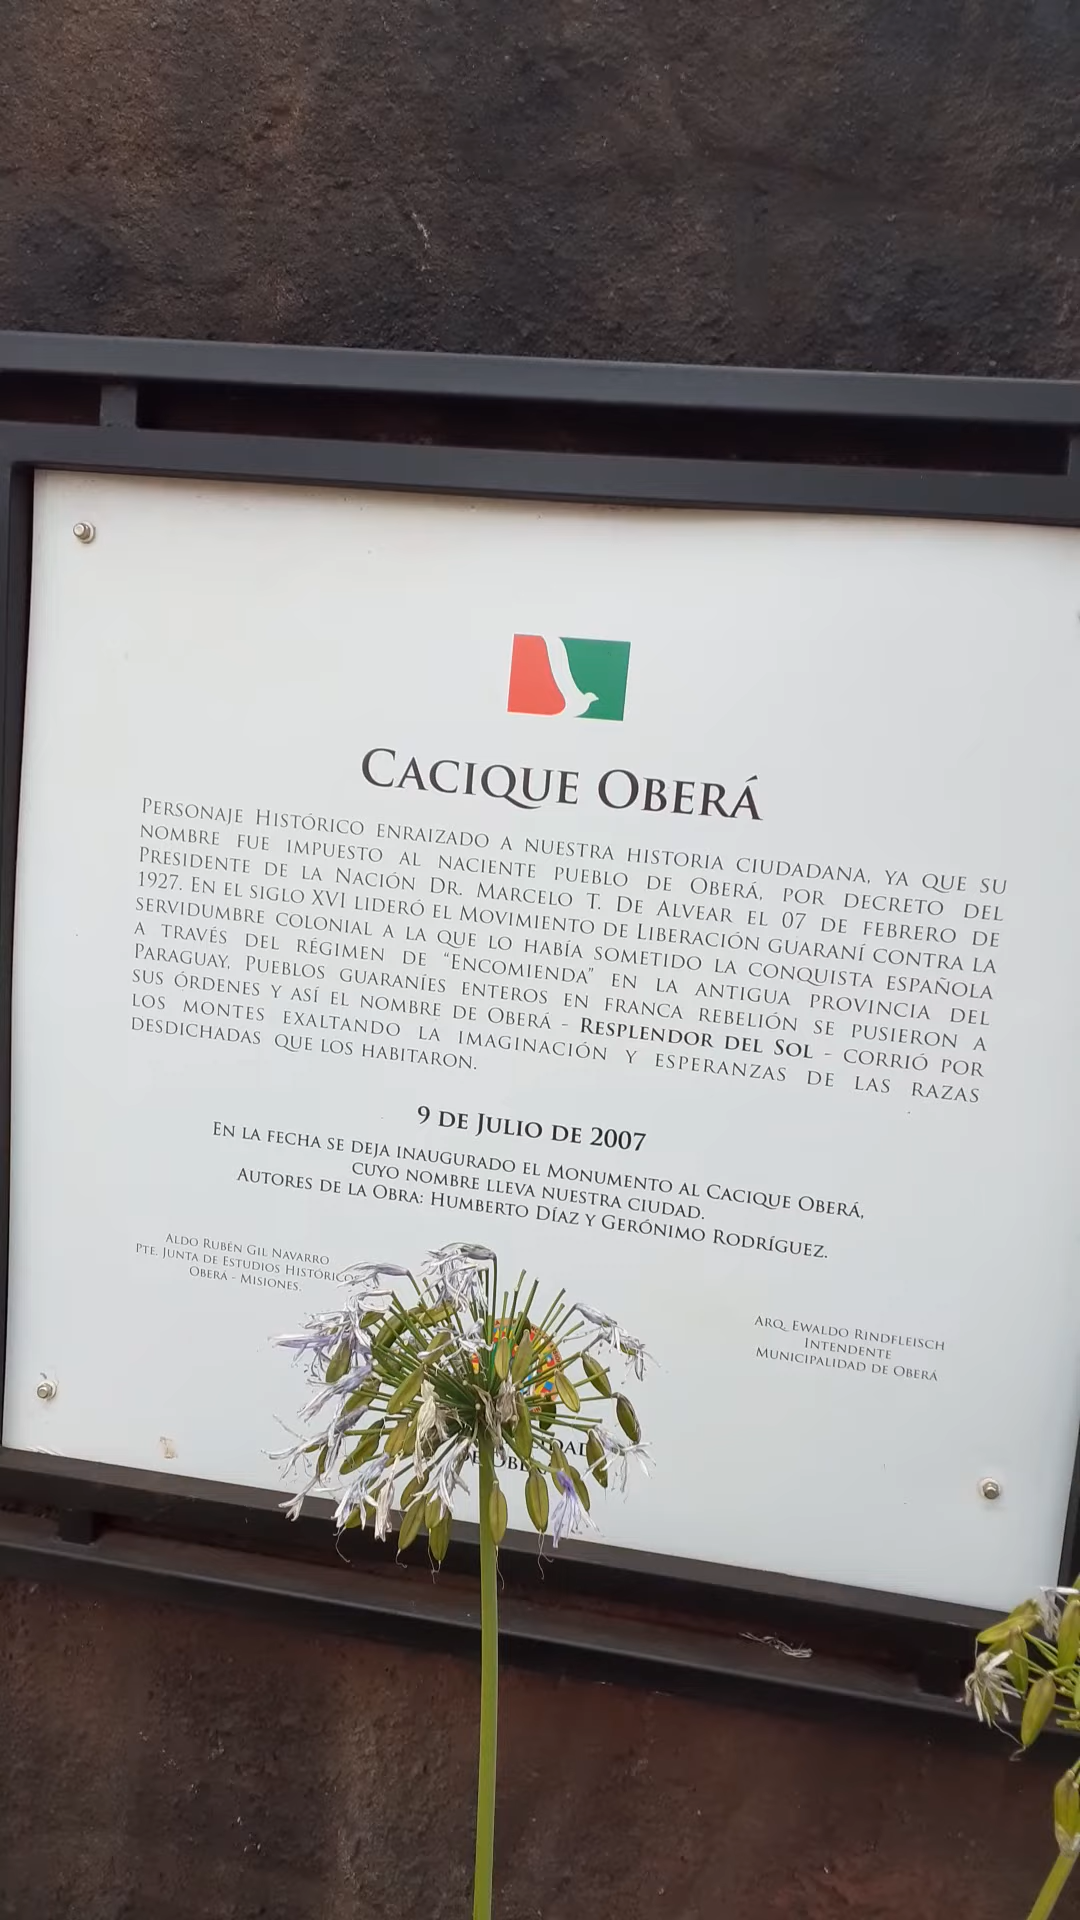 CACIQUE OBERÁ
PERSONAJE HISTÓRICO ENRAIZADO A NUESTRA HISTORIA CIUDADANA, YA QUE SU
NOMBRE FUE IMPUESTO AL NACIENTE PUEBLO DE OBERÁ, POR DECRETO DEL
PRESIDENTE DE LA NACIÓN DR. MARCELO T. DE ALVEAR EL 07 DE FEBRERO DE
1927. EN EL SIGLO XVI LIDERÓ EL MOVIMIENTO DE LIBERACIÓN GUARANÍ CONTRA LA
SERVIDUMBRE COLONIAL A LA QUE LO HABÍA SOMETIDO LA CONQUISTA ESPAÑOLA
A TRAVÉS DEL RÉGIMEN DE "ENCOMIENDA" EN LA ANTIGUA PROVINCIA DEL
PARAGUAY, PUEBLOS GUARANÍES ENTEROS EN FRANCA REBELIÓN SE PUSIERON A
SUS ÓRDENES Y ASÍ EL NOMBRE DE OBERÁ - RESPLENDOR DEL SOL - CORRIÓ POR
LOS MONTES EXALTANDO LA IMAGINACIÓN Y ESPERANZAS DE LAS RAZAS
DESDICHADAS QUE LOS HABITARON.
9 DE JULIO DE 2007
EN LA FECHA SE DEJA INAUGURADO EL MONUMENTO AL CACIQUE OBERÁ,
CUYO NOMBRE LLEVA NUESTRA CIUDAD.
AUTORES DE LA OBRA: HUMBERTO DÍAZ Y GERÓNIMO RODRÍGUEZ.
ALDO RUBÉN GIL NAVARRO
PTE. JUNTA DE ESTUDIOS HISTÓRICOS
OBERÁ - MISIONES.
ARQ. EWALDO RINDFLEISCH
INTENDENTE
MUNICIPALIDAD DE OBERÁ